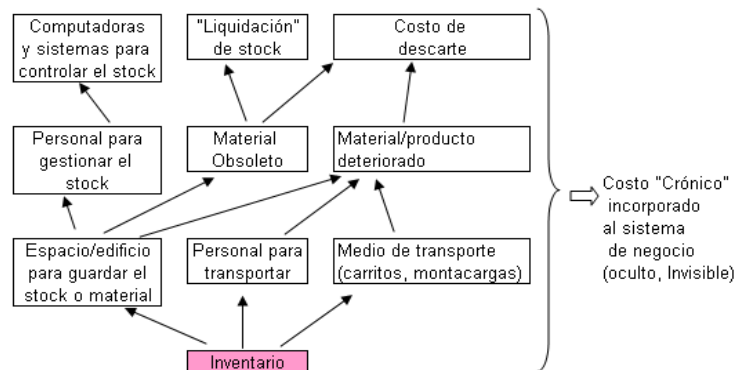 Computadoras
y sistemas para
controlar el stock
"Liquidación"
de stock
Costo de
descarte
Personal para
gestionar el
stock
Material
Obsoleto
Material/producto
deteriorado
Espacio/edificio
para guardar el
stock o material
Personal para
transportar
Medio de transporte
(carritos, montacargas)
Inventario
Costo "Crónico"
incorporado
al sistema
de negocio
(oculto, Invisible)